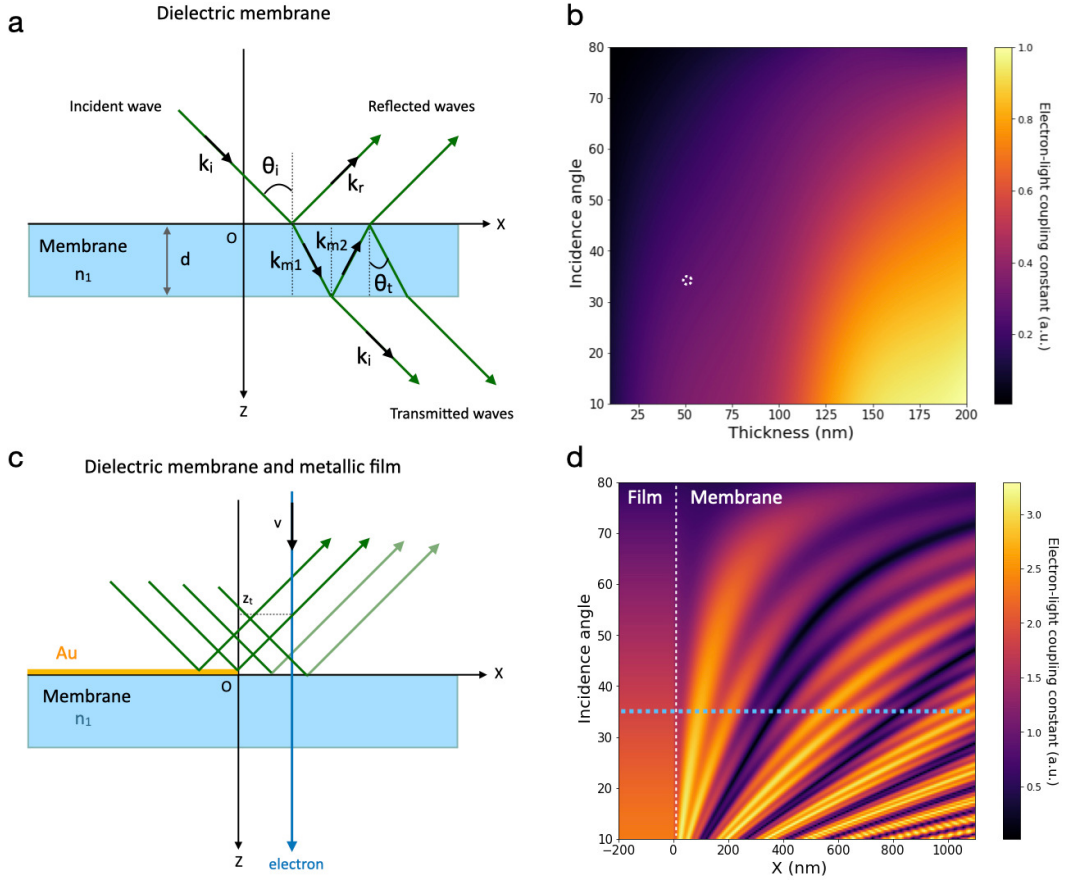 a
Dielectric membrane
Incident wave
Reflected waves
kᵢ
θᵢ
kᵣ
O
X
Membrane
n₁
d
kₘ₁
kₘ₂
θₜ
kᵢ
Z
Transmitted waves
b
80
70
60
50
40
30
20
10
Incidence angle
25 50 75 100 125 150 175 200
Thickness (nm)
1.0
0.8
0.6
0.4
0.2
Electron-light coupling constant (a.u.)
c
Dielectric membrane and metallic film
v
zₜ
Au
O
X
Membrane
n₁
Z
electron
d
Film Membrane
80
70
60
50
40
30
20
10
Incidence angle
−200 0 200 400 600 800 1000
X (nm)
3.0
2.5
2.0
1.5
1.0
0.5
Electron-light coupling constant (a.u.)